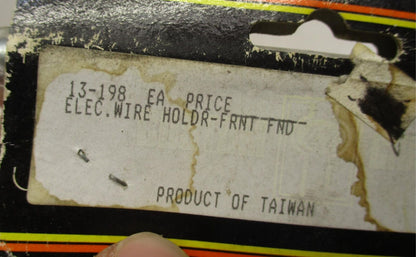 13-198 EA PRICE
ELEC.WIRE HOLDR-FRNT FND
PRODUCT OF TAIWAN